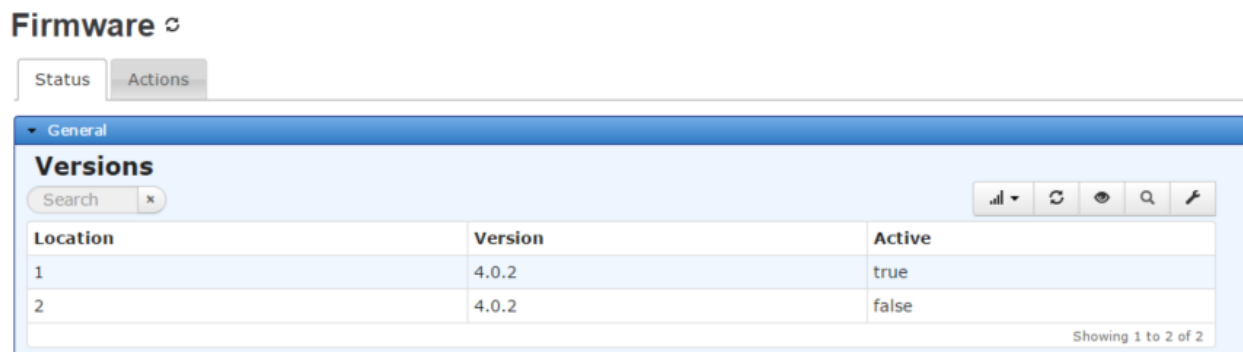 Firmware
Status Actions
General
Versions
Search
Location Version Active
1 4.0.2 true
2 4.0.2 false
Showing 1 to 2 of 2